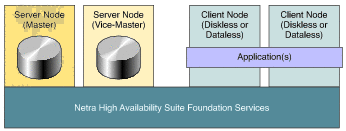 Server Node
(Master)
Server Node
(Vice-Master)
Client Node
(Diskless or
Dataless)
Client Node
(Diskless or
Dataless)
Application(s)
Netra High Availability Suite Foundation Services